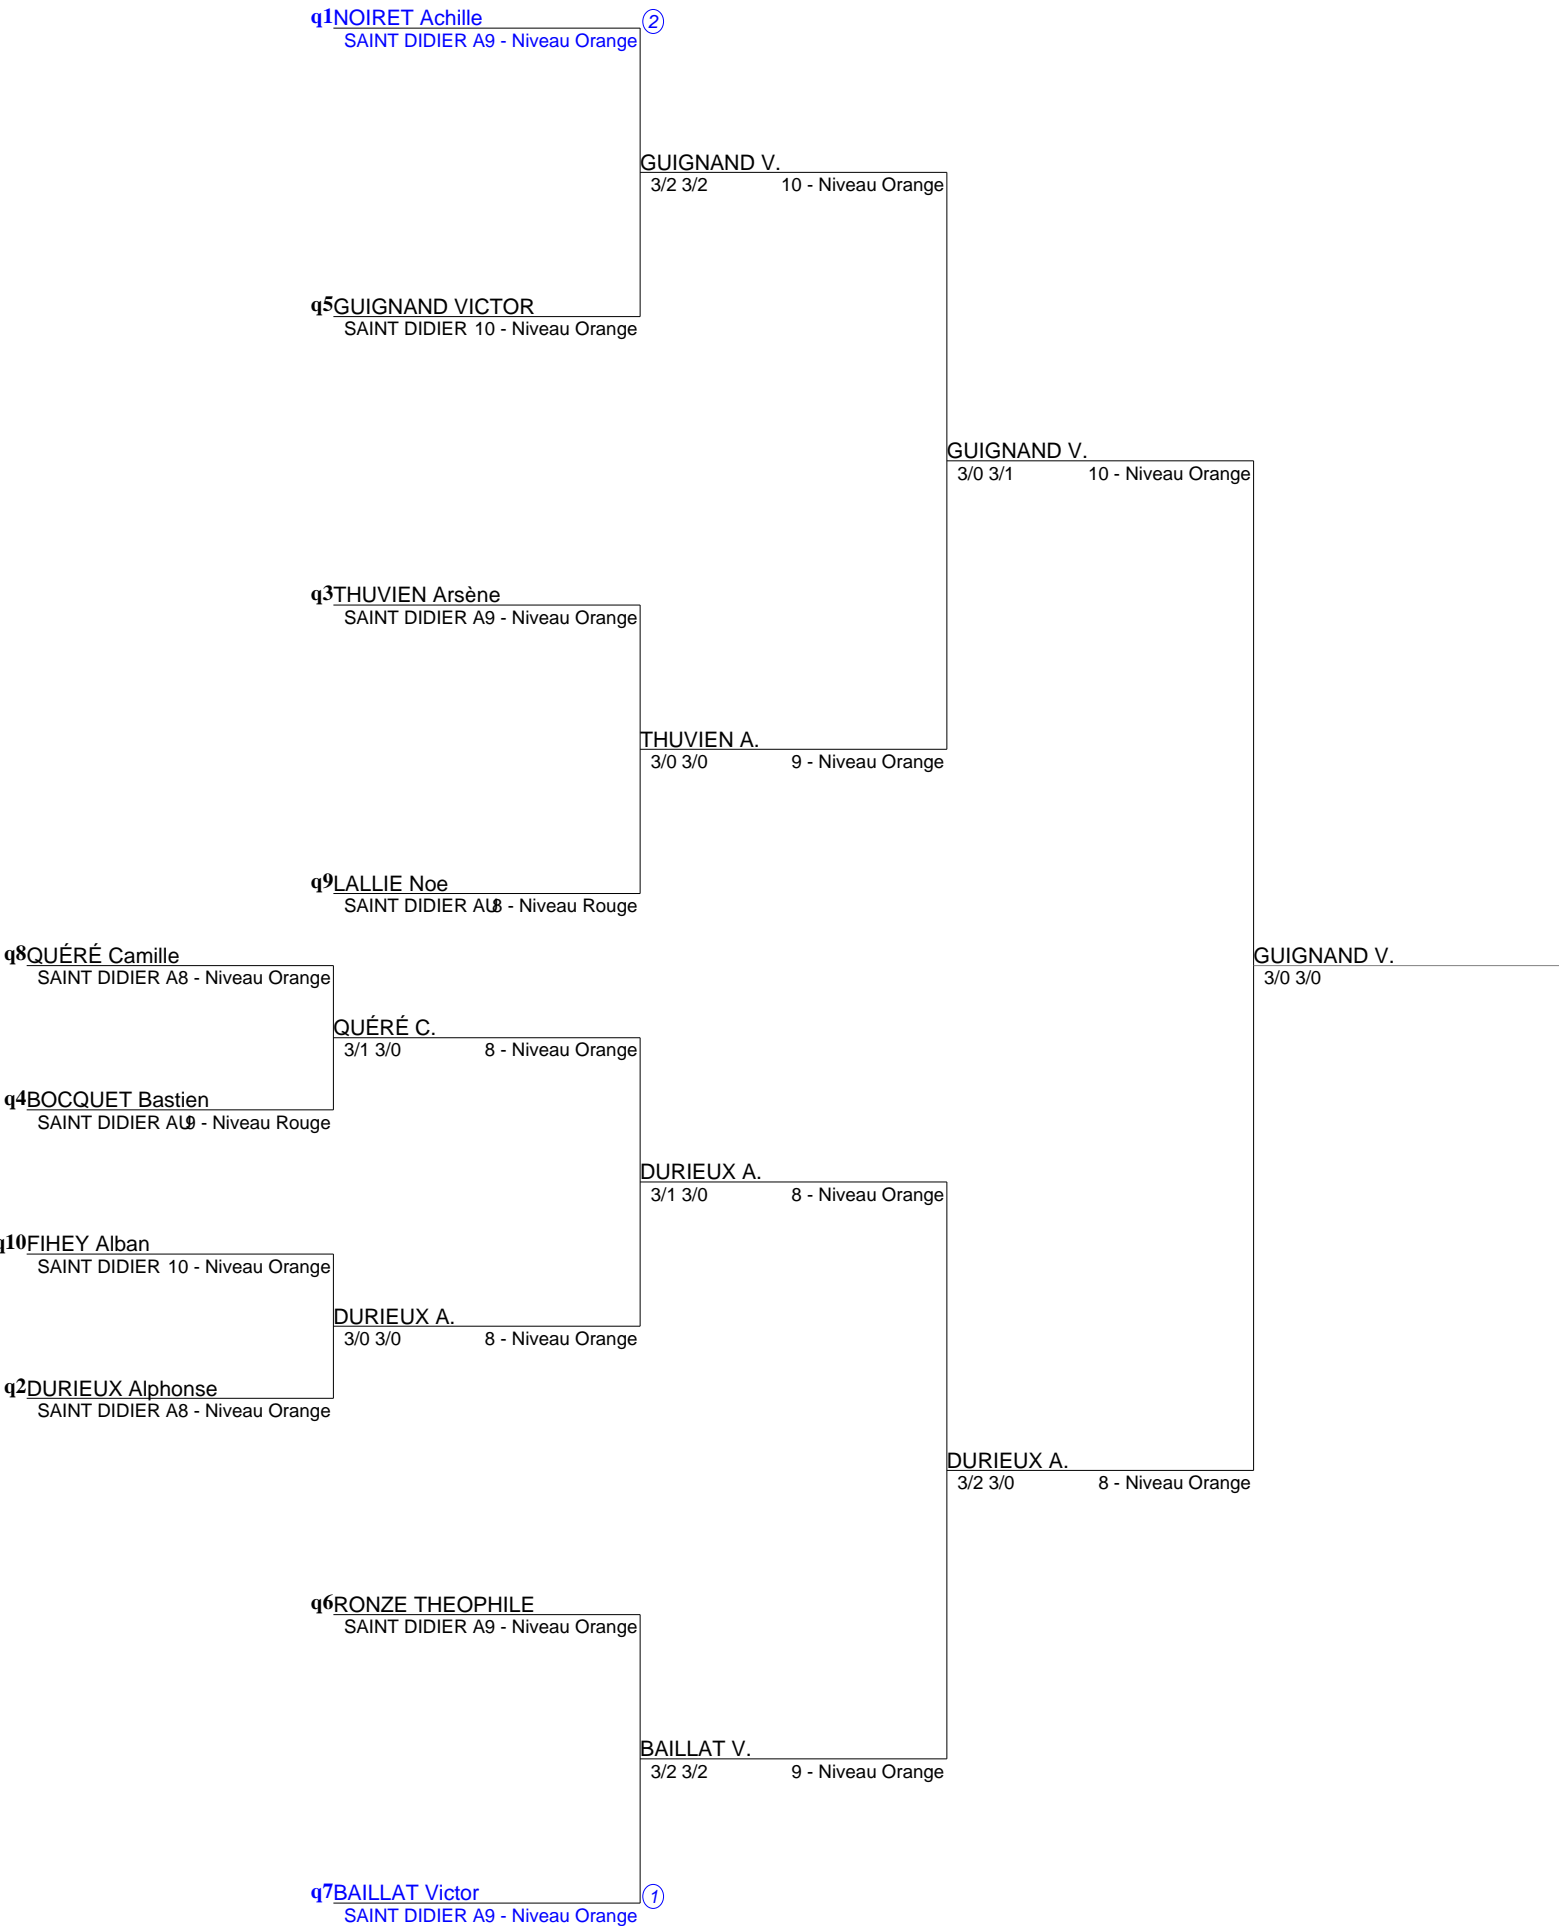 q1NOIRET Achille 2
SAINT DIDIER A9 - Niveau Orange
GUIGNAND V.
3/2 3/2 10 - Niveau Orange
q5GUIGNAND VICTOR
SAINT DIDIER 10 - Niveau Orange
GUIGNAND V.
3/0 3/1 10 - Niveau Orange
q3THUVIEN Arsène
SAINT DIDIER A9 - Niveau Orange
THUVIEN A.
3/0 3/0 9 - Niveau Orange
q9LALLIE Noe
SAINT DIDIER AU8 - Niveau Rouge
q8QUÉRÉ Camille
SAINT DIDIER A8 - Niveau Orange
GUIGNAND V.
3/0 3/0
QUÉRÉ C.
3/1 3/0 8 - Niveau Orange
q4BOCQUET Bastien
SAINT DIDIER AU9 - Niveau Rouge
DURIEUX A.
3/1 3/0 8 - Niveau Orange
q10FIHEY Alban
SAINT DIDIER 10 - Niveau Orange
DURIEUX A.
3/0 3/0 8 - Niveau Orange
q2DURIEUX Alphonse
SAINT DIDIER A8 - Niveau Orange
DURIEUX A.
3/2 3/0 8 - Niveau Orange
q6RONZE THEOPHILE
SAINT DIDIER A9 - Niveau Orange
BAILLAT V.
3/2 3/2 9 - Niveau Orange
q7BAILLAT Victor 1
SAINT DIDIER A9 - Niveau Orange